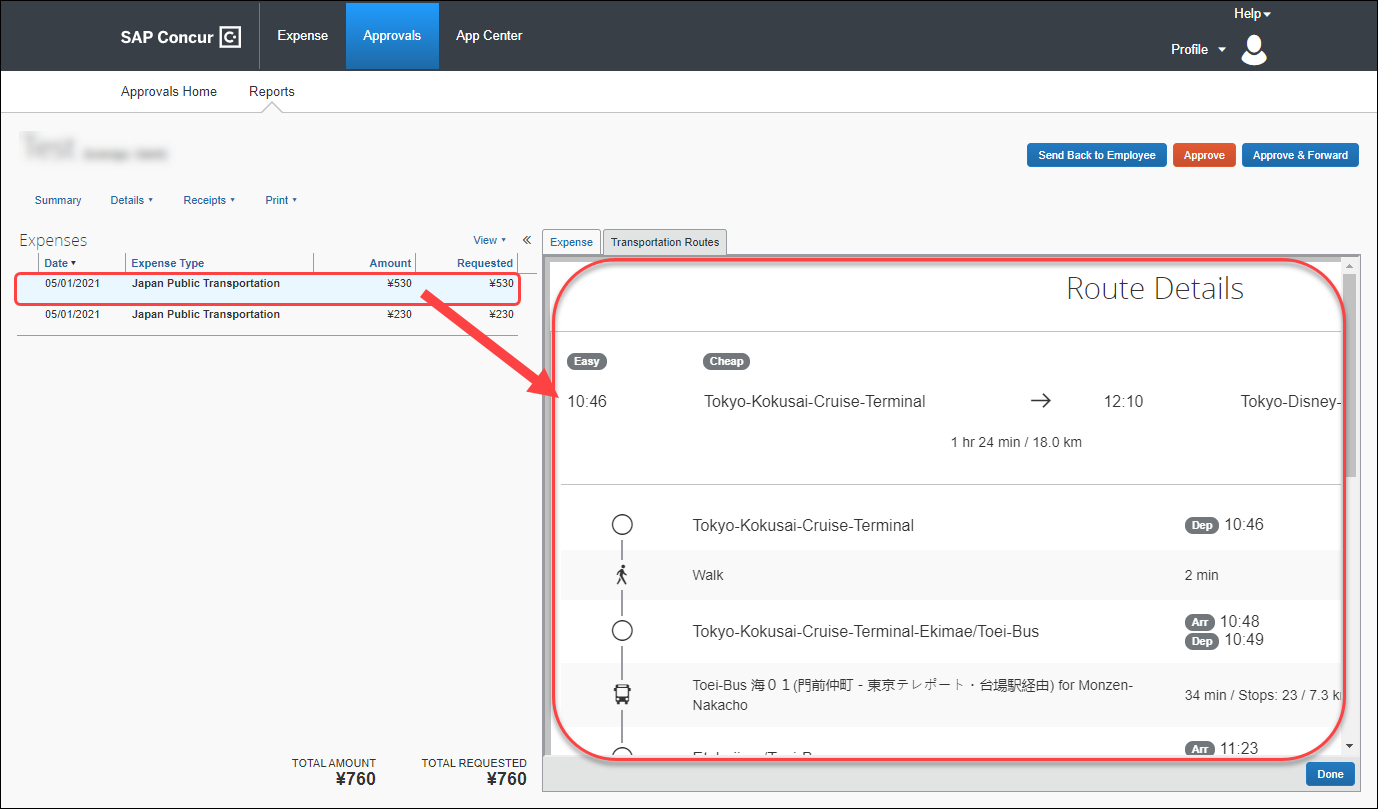 Help
SAP Concur
Expense
Approvals
App Center
Profile
Approvals Home
Reports
Send Back to Employee
Approve
Approve & Forward
Summary
Details
Receipts
Print
Expenses
View
Date
Expense Type
Amount
Requested
05/01/2021 Japan Public Transportation ¥530 ¥530
05/01/2021 Japan Public Transportation ¥230 ¥230
TOTAL AMOUNT
¥760
TOTAL REQUESTED
¥760
Expense
Transportation Routes
Route Details
Easy
Cheap
10:46 Tokyo-Kokusai-Cruise-Terminal → 12:10 Tokyo-Disney-
1 hr 24 min / 18.0 km
Tokyo-Kokusai-Cruise-Terminal Dep 10:46
Walk 2 min
Tokyo-Kokusai-Cruise-Terminal-Ekimae/Toei-Bus
Arr 10:48
Dep 10:49
Toei-Bus 海０１(門前仲町 - 東京テレポート・台場駅経由) for Monzen-
Nakacho
34 min / Stops: 23 / 7.3
Arr 11:23
Done